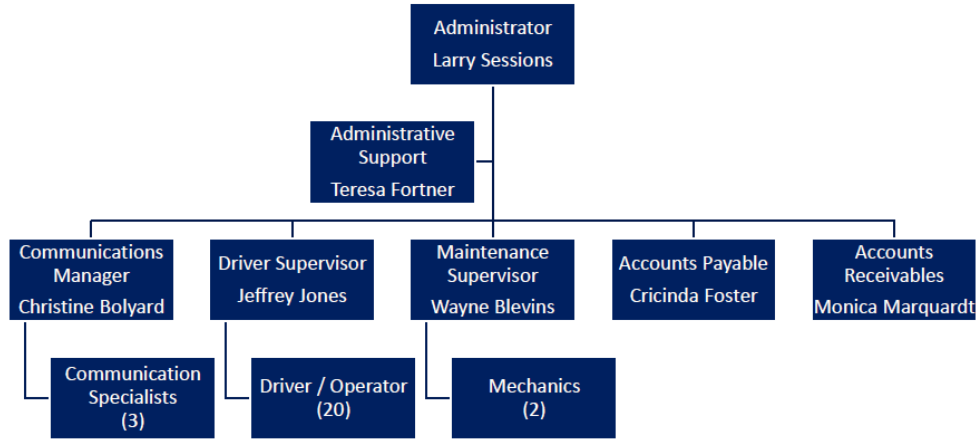 Administrator
Larry Sessions
Administrative
Support
Teresa Fortner
Communications
Manager
Christine Bolyard
Driver Supervisor
Jeffrey Jones
Maintenance
Supervisor
Wayne Blevins
Accounts Payable
Cricinda Foster
Accounts
Receivables
Monica Marquardt
Communication
Specialists
(3)
Driver / Operator
(20)
Mechanics
(2)